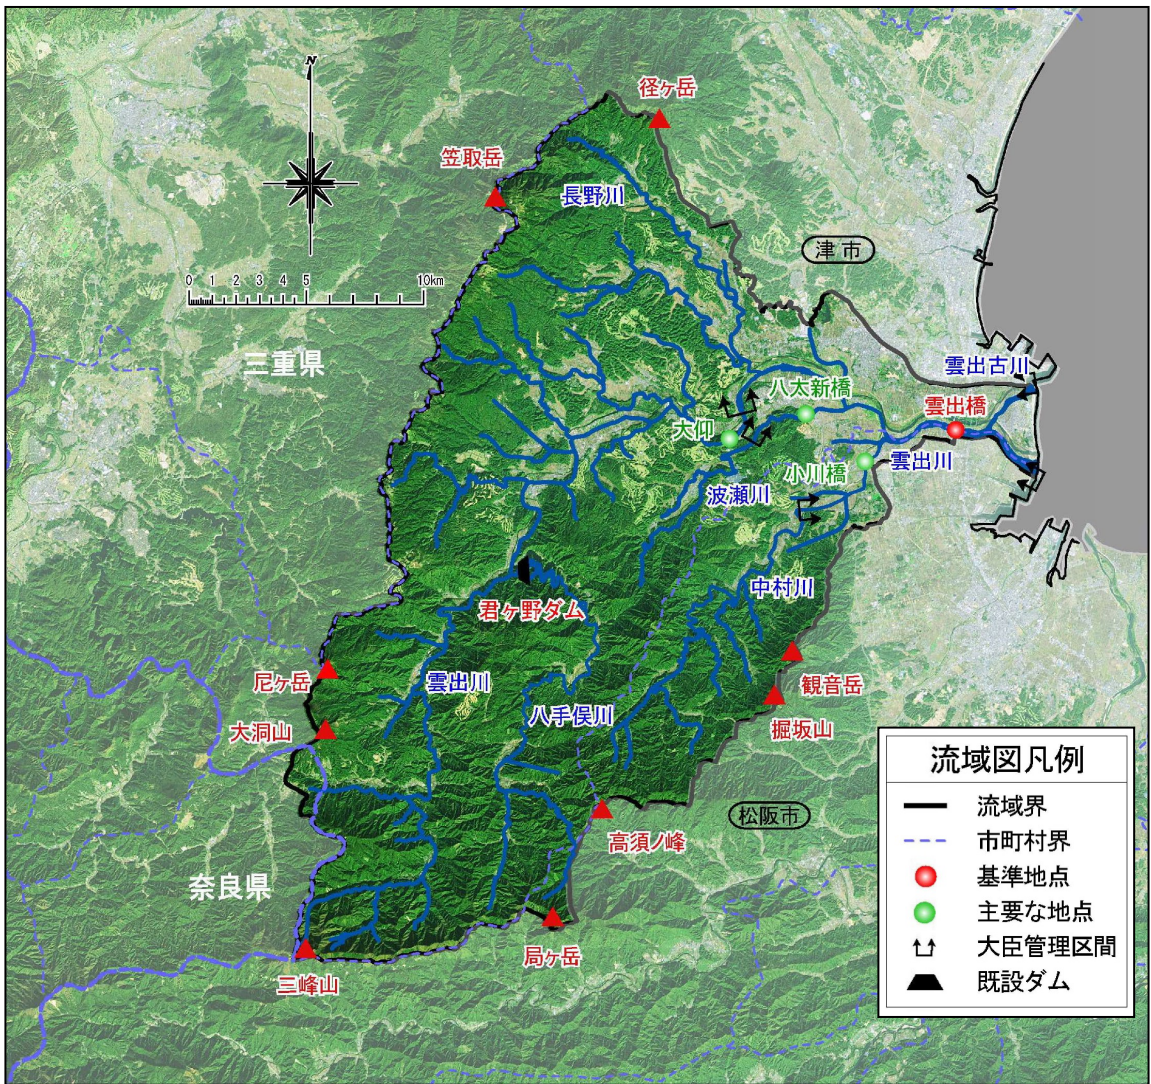 径ヶ岳
N
笠取岳
長野川
津市
0 1 2 3 4 5 10km
三重県
雲出古川
八太新橋
雲出橋
大仰
小川橋
雲出川
波瀬川
中村川
君ヶ野ダム
尼ヶ岳
雲出川
観音岳
八手俣川
掘坂山
大洞山
松阪市
高須ノ峰
奈良県
局ヶ岳
三峰山
流域図凡例
流域界
市町村界
基準地点
主要な地点
大臣管理区間
既設ダム